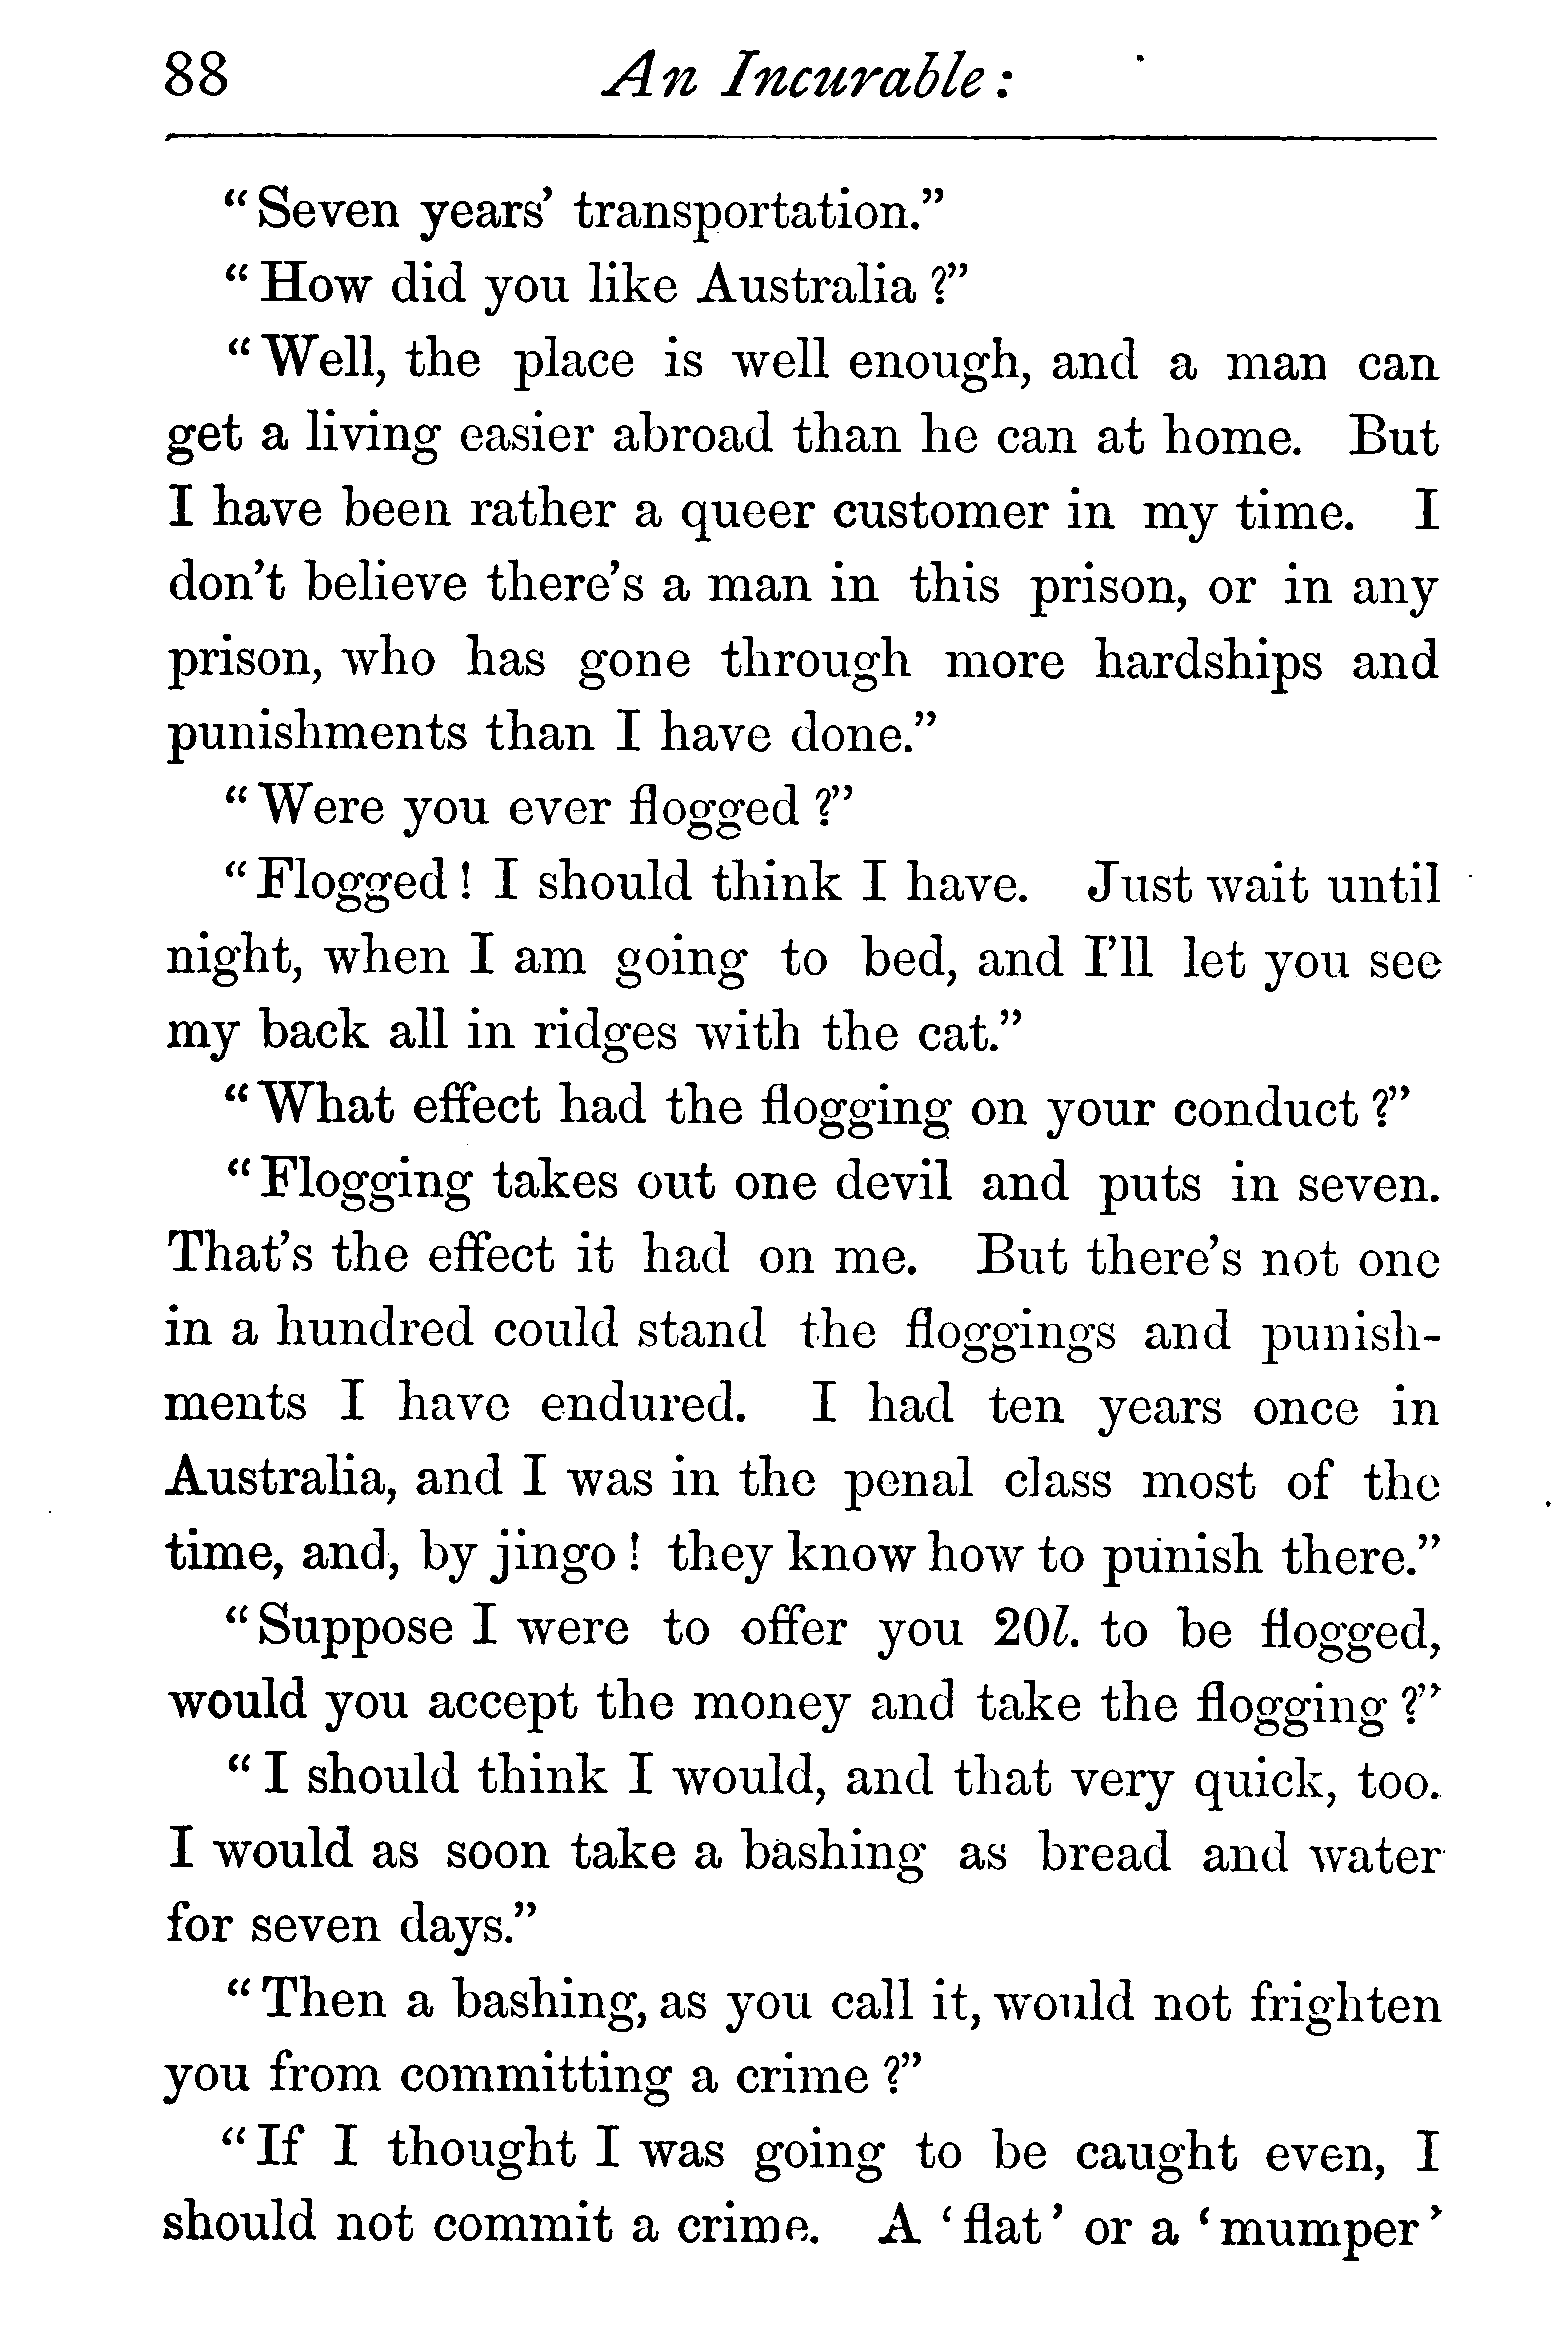 88 An Incurable:
“Seven years’ transportation.”
“How did you like Australia?”
“Well, the place is well enough, and a man can
get a living easier abroad than he can at home. But
I have been rather a queer customer in my time. I
don’t believe there’s a man in this prison, or in any
prison, who has gone through more hardships and
punishments than I have done.”
“Were you ever flogged?”
“Flogged! I should think I have. Just wait until
night, when I am going to bed, and I’ll let you see
my back all in ridges with the cat.”
“What effect had the flogging on your conduct?”
“Flogging takes out one devil and puts in seven.
That’s the effect it had on me. But there’s not one
in a hundred could stand the floggings and punish-
ments I have endured. I had ten years once in
Australia, and I was in the penal class most of the
time, and, by jingo! they know how to punish there.”
“Suppose I were to offer you 20l. to be flogged,
would you accept the money and take the flogging?”
“I should think I would, and that very quick, too.
I would as soon take a bashing as bread and water
for seven days.”
“Then a bashing, as you call it, would not frighten
you from committing a crime?”
“If I thought I was going to be caught even, I
should not commit a crime. A ‘flat’ or a ‘mumper’